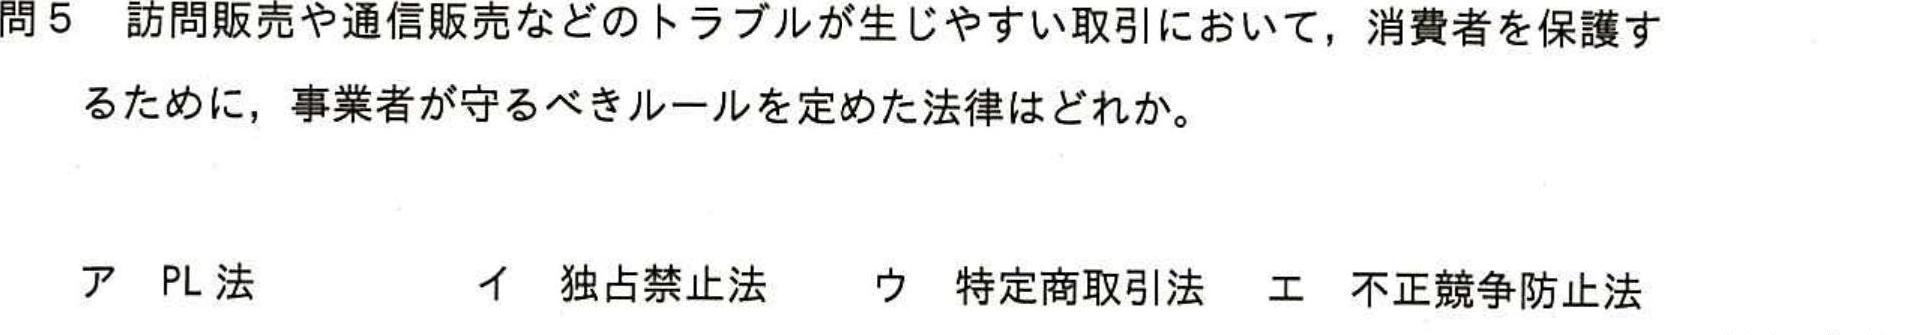 問5 訪問販売や通信販売などのトラブルが生じやすい取引において，消費者を保護す
るために，事業者が守るべきルールを定めた法律はどれか。
ア PL法 イ 独占禁止法 ウ 特定商取引法 エ 不正競争防止法